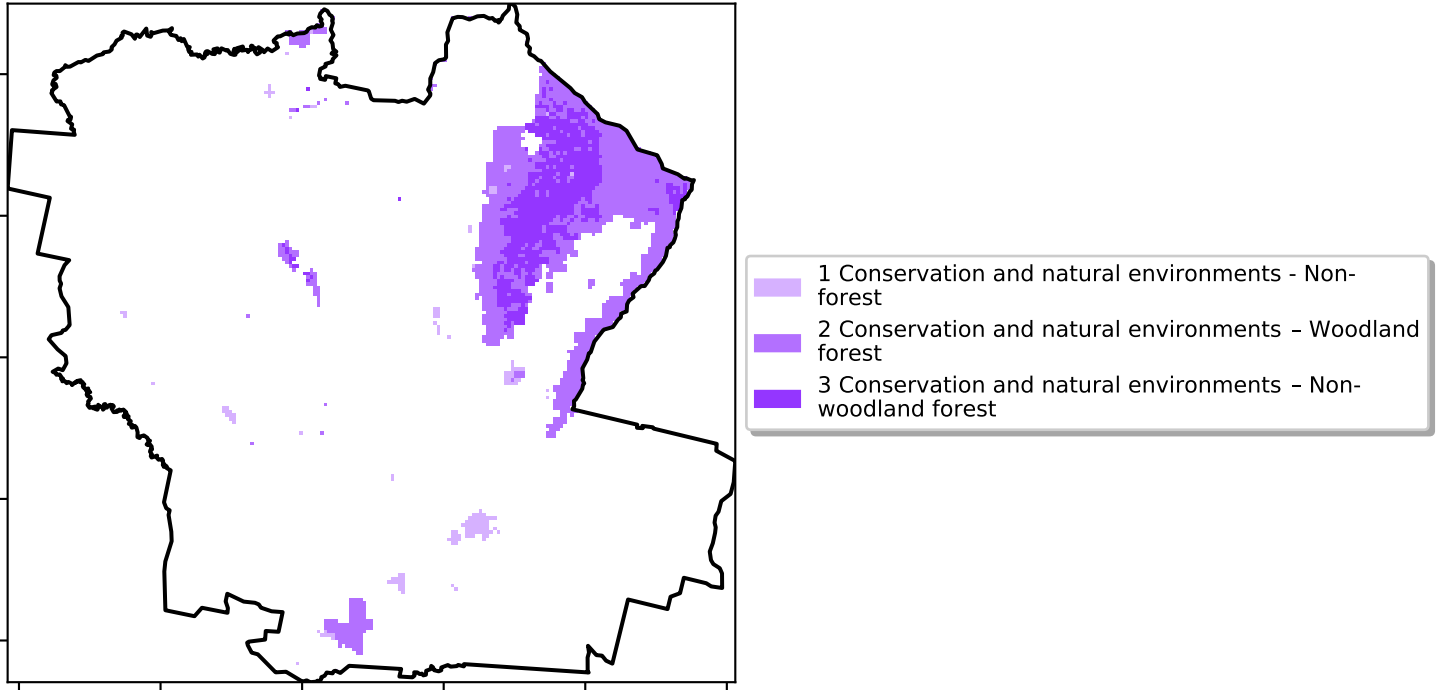 1 Conservation and natural environments - Non-
forest
2 Conservation and natural environments – Woodland
forest
3 Conservation and natural environments – Non-
woodland forest